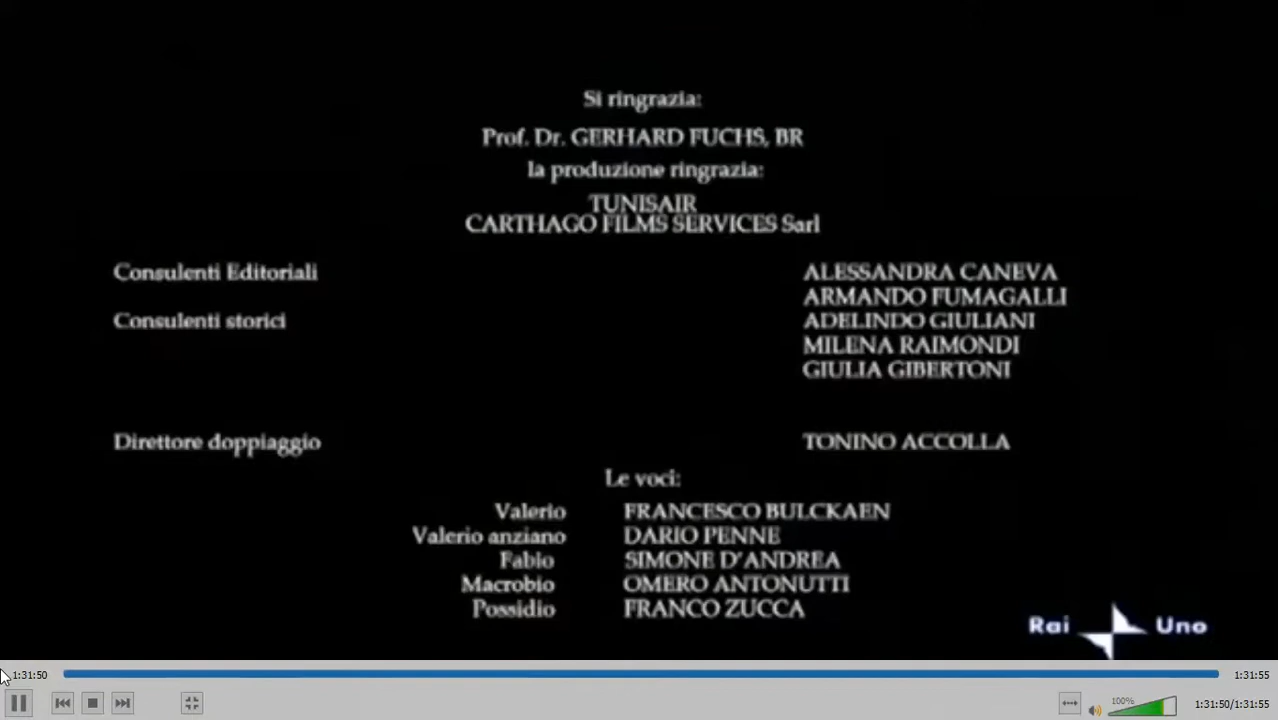 Si ringrazia:
Prof. Dr. GERHARD FUCHS, BR
la produzione ringrazia:
TUNISAIR
CARTHAGO FILMS SERVICES Sarl
Consulenti Editoriali ALESSANDRA CANEVA
ARMANDO FUMAGALLI
Consulenti storici ADELINDO GIULIANI
MILENA RAIMONDI
GIULIA GIBERTONI
Direttore doppiaggio TONINO ACCOLLA
Le voci:
Valerio FRANCESCO BULCKAEN
Valerio anziano DARIO PENNE
Fabio SIMONE D'ANDREA
Macrobio OMERO ANTONUTTI
Possidio FRANCO ZUCCA
Rai Uno
1:31:50 1:31:55
100% 1:31:50/1:31:55